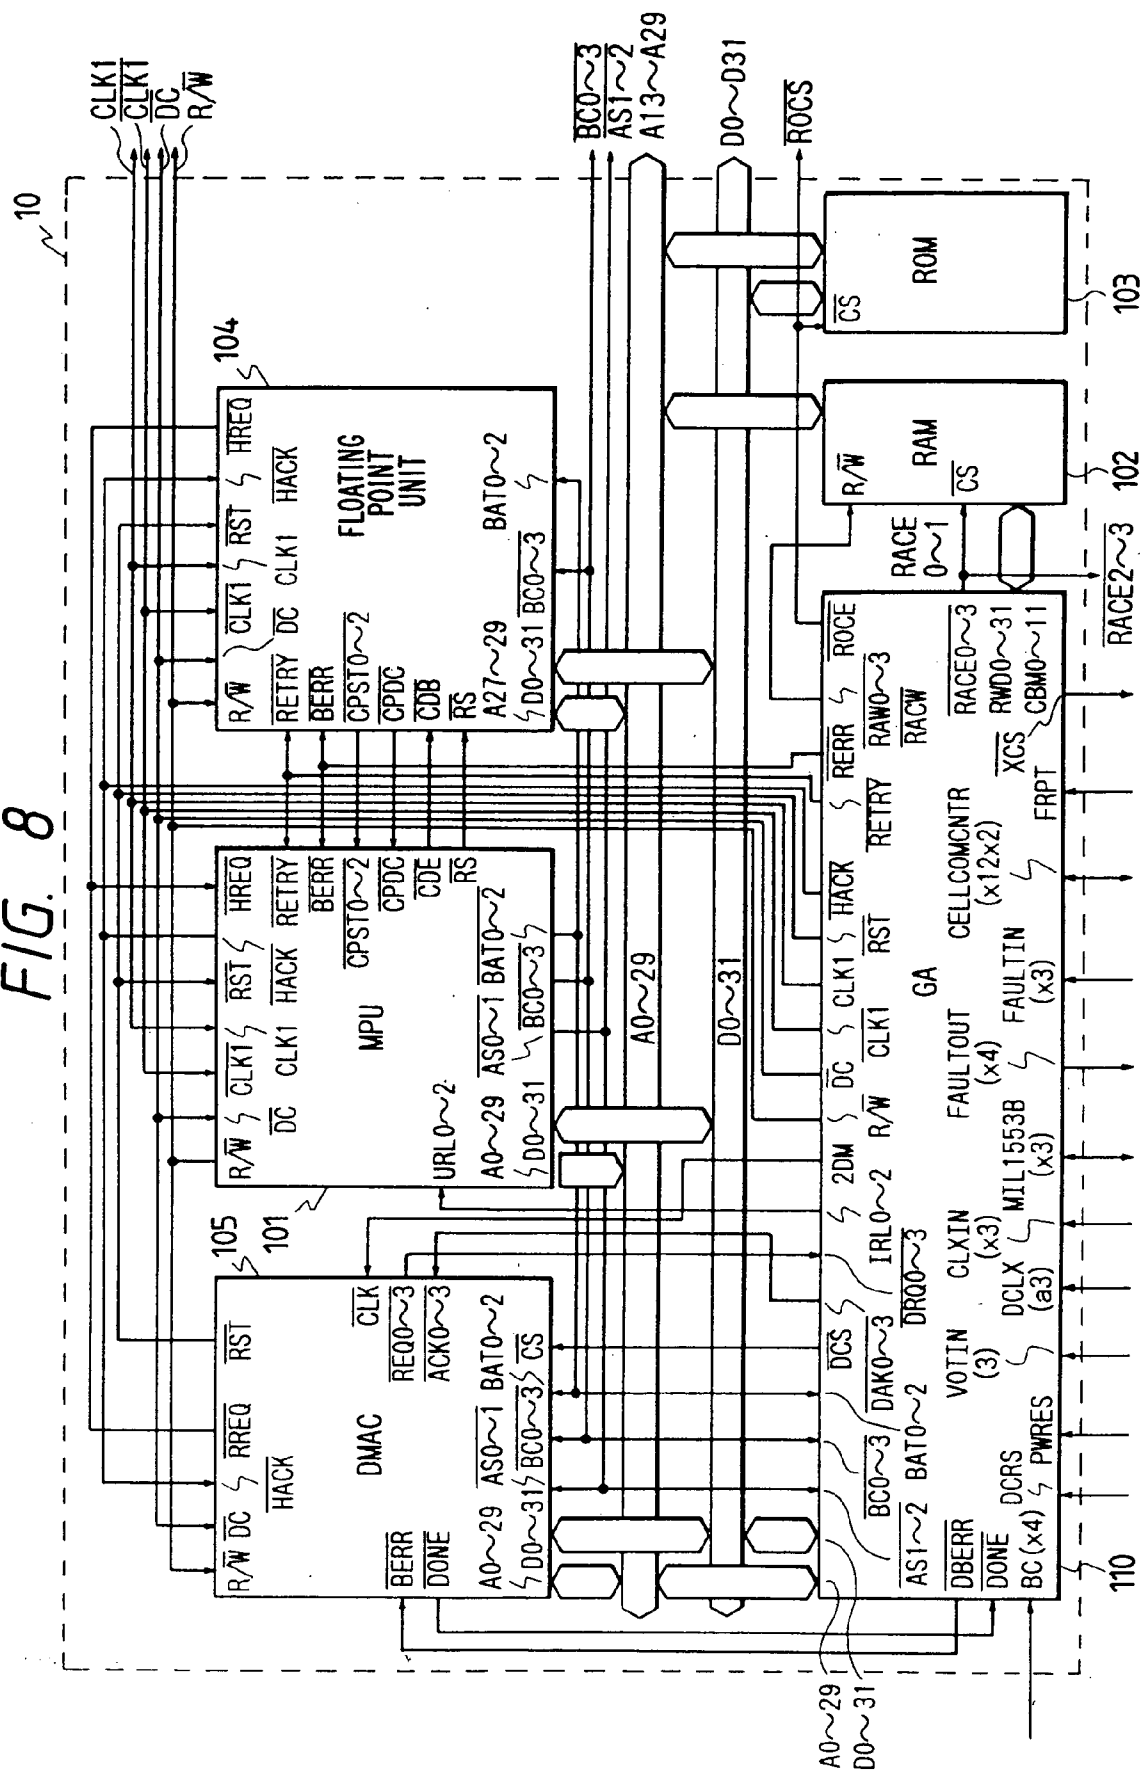 FIG. 8
10
CLK1
CLK1
DC
R/W
BC0~3
AS1~2
A13~A29
D0~D31
ROCS
105
RST
RREQ
HACK
DC
R/W
CLK
REQ0~3
ACK0~3
DMAC
BERR
DONE
BAT0~2
CS
AS0~1
BC0~3
A0~29
D0~31
101
HREQ
RST
HACK
CLK1
CLK1
DC
R/W
RETRY
BERR
CPST0~2
CPDC
CDE
RS
MPU
URL0~2
BAT0~2
AS0~1
BC0~3
A0~29
D0~31
104
HREQ
HACK
RST
CLK1
CLK1
DC
R/W
FLOATING
POINT
UNIT
RETRY
BERR
CPST0~2
CPDC
CDB
RS
BAT0~2
BC0~3
A27~29
D0~31
A0~29
D0~31
ROM
CS
103
RAM
R/W
CS
102
RACE
0~1
RACE2~3
ROCE
RAW0~3
RACW
RERR
RETRY
HACK
RST
CLK1
CLK1
DC
R/W
2DM
IRL0~2
DRQ0~3
DCS
DAK0~3
BAT0~2
BC0~3
AS1~2
DBERR
DONE
BC(x4)
A0~29
D0~31
GA
RACE0~3
RWD0~31
CBM0~11
XCS
FRPT
CELLCOMCNTR
(x12x2)
FAULTIN
(x3)
FAULTOUT
(x4)
MIL1553B
(x3)
CLXIN
(x3)
DCLX
(a3)
VOTIN
(3)
PWRES
DCRS
110